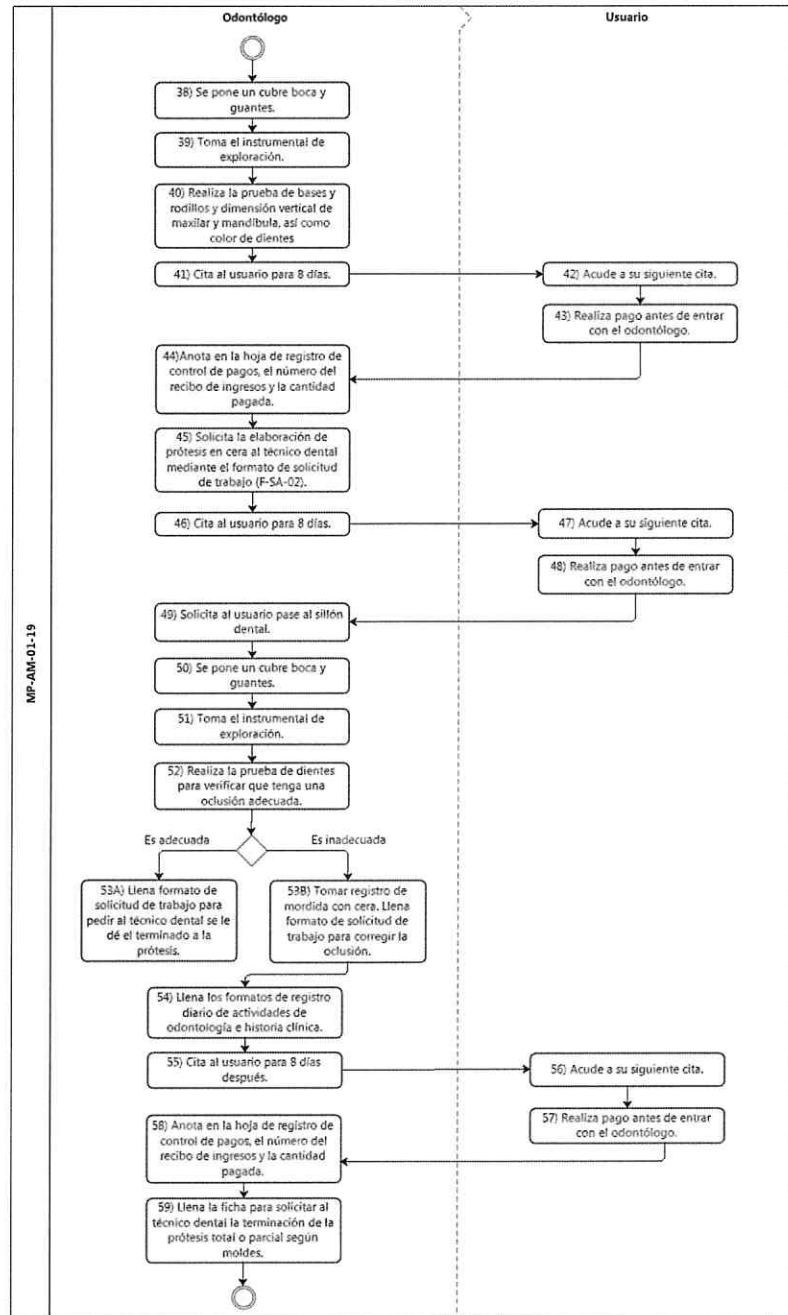 Odontólogo
Usuario
MP-AM-01-19
38) Se pone un cubre boca y
guantes.
39) Toma el instrumental de
exploración.
40) Realiza la prueba de bases y
rodillos y dimensión vertical de
maxilar y mandíbula, así como
color de dientes
41) Cita al usuario para 8 días.
42) Acude a su siguiente cita.
43) Realiza pago antes de entrar
con el odontólogo.
44)Anota en la hoja de registro de
control de pagos, el número del
recibo de ingresos y la cantidad
pagada.
45) Solicita la elaboración de
prótesis en cera al técnico dental
mediante el formato de solicitud
de trabajo (F-SA-02).
46) Cita al usuario para 8 días.
47) Acude a su siguiente cita.
48) Realiza pago antes de entrar
con el odontólogo.
49) Solicita al usuario pase al sillón
dental.
50) Se pone un cubre boca y
guantes.
51) Toma el instrumental de
exploración.
52) Realiza la prueba de dientes
para verificar que tenga una
oclusión adecuada.
Es adecuada
Es inadecuada
53A) Llena formato de
solicitud de trabajo para
pedir al técnico dental se le
dé el terminado a la
prótesis.
53B) Tomar registro de
mordida con cera. Llena
formato de solicitud de
trabajo para corregir la
oclusión.
54) Llena los formatos de registro
diario de actividades de
odontología e historia clínica.
55) Cita al usuario para 8 días
después.
56) Acude a su siguiente cita.
57) Realiza pago antes de entrar
con el odontólogo.
58) Anota en la hoja de registro de
control de pagos, el número del
recibo de ingresos y la cantidad
pagada.
59) Llena la ficha para solicitar al
técnico dental la terminación de la
prótesis total o parcial según
moldes.